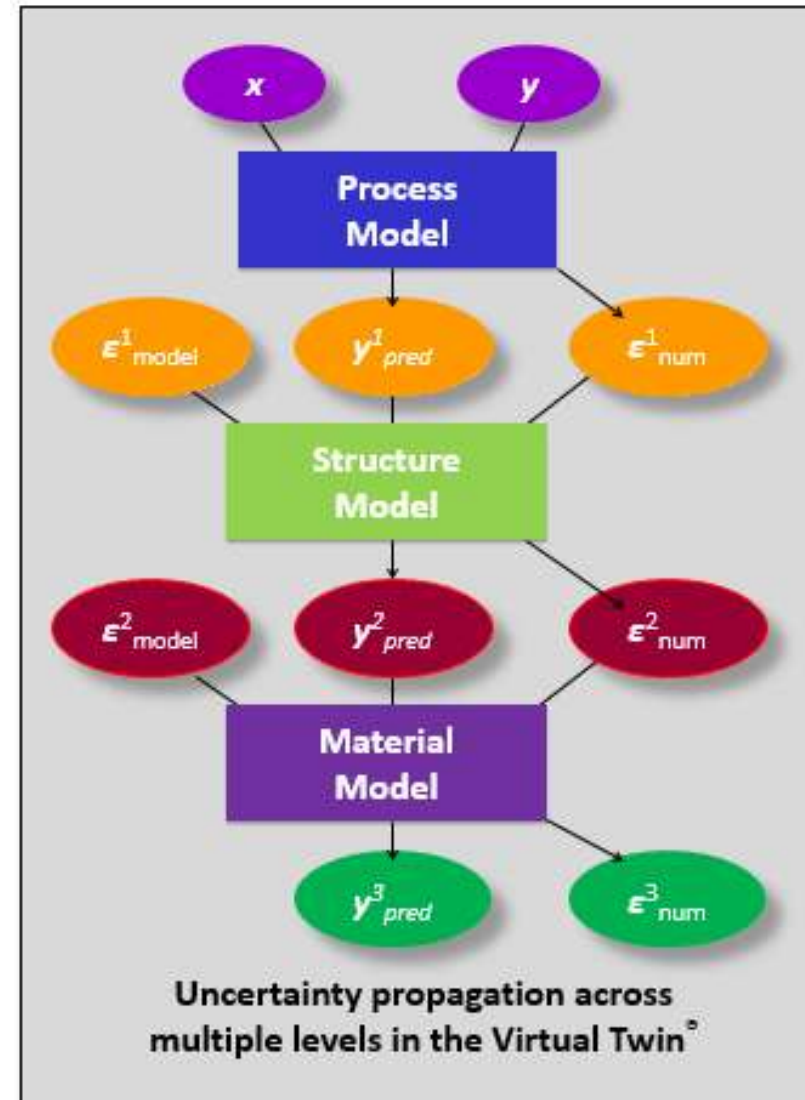 x
y
Process
Model
ε¹model
y¹pred
ε¹num
Structure
Model
ε²model
y²pred
ε²num
Material
Model
y³pred
ε³num
Uncertainty propagation across
multiple levels in the Virtual Twin®